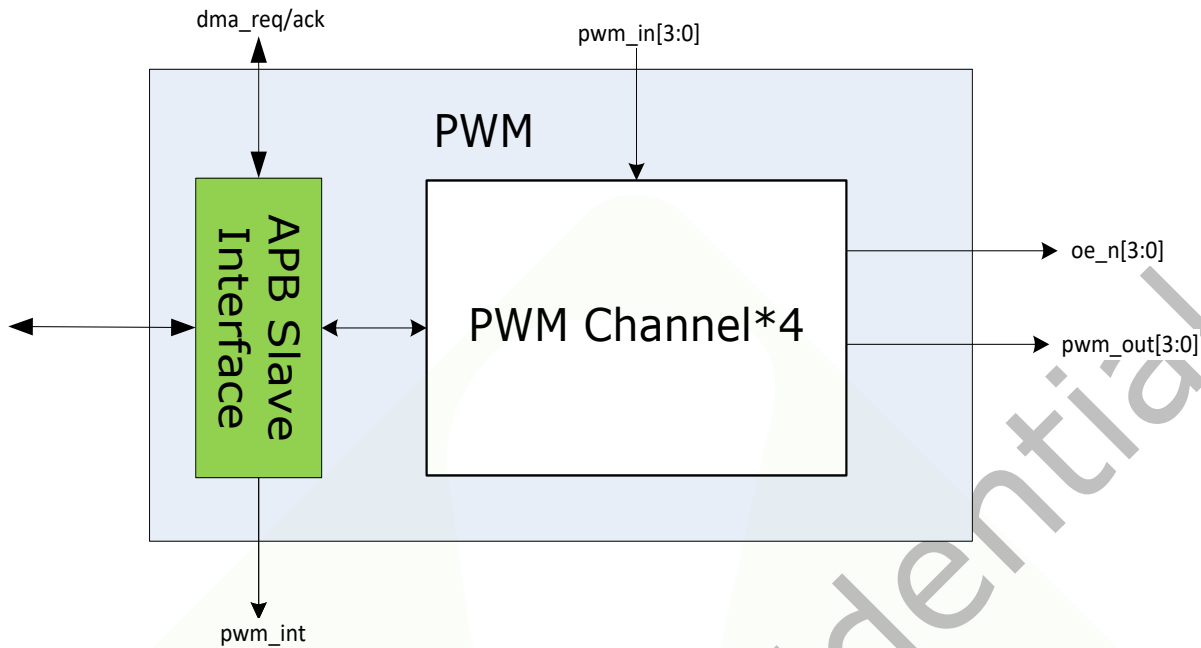 dma_req/ack
pwm_in[3:0]
PWM
APB Slave
Interface
PWM Channel*4
oe_n[3:0]
pwm_out[3:0]
pwm_int
dential